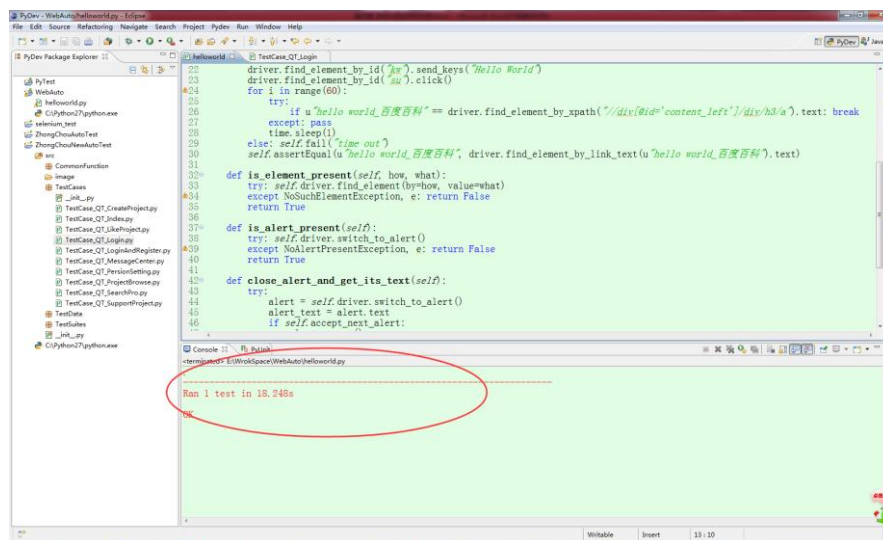 PyDev - WebAuto/helloworld.py - Eclipse
File Edit Source Refactoring Navigate Search Project Pydev Run Window Help
PyDev Java
PyDev Package Explorer
PyTest
WebAuto
helloworld.py
C:\Python27\python.exe
selenium_test
ZhongChouAutoTest
ZhongChouNewAutoTest
src
CommonFunction
image
TestCases
__init__.py
TestCase_QT_CreateProject.py
TestCase_QT_Index.py
TestCase_QT_LikeProject.py
TestCase_QT_Login.py
TestCase_QT_LoginAndRegister.py
TestCase_QT_MessageCenter.py
TestCase_QT_PersionSetting.py
TestCase_QT_ProjectBrowse.py
TestCase_QT_SearchPro.py
TestCase_QT_SupportProject.py
TestData
TestSuites
__init__.py
C:\Python27\python.exe
helloworld TestCase_QT_Login
22 driver.find_element_by_id("kw").send_keys("Hello World")
23 driver.find_element_by_id("su").click()
24 for i in range(60):
25 try:
26 if u"hello world_百度百科" == driver.find_element_by_xpath("//div[@id='content_left']/div/h3/a").text: break
27 except: pass
28 time.sleep(1)
29 else: self.fail("time out")
30 self.assertEqual(u"hello world_百度百科", driver.find_element_by_link_text(u"hello world_百度百科").text)
31
32 def is_element_present(self, how, what):
33 try: self.driver.find_element(by=how, value=what)
34 except NoSuchElementException, e: return False
35 return True
36
37 def is_alert_present(self):
38 try: self.driver.switch_to_alert()
39 except NoAlertPresentException, e: return False
40 return True
41
42 def close_alert_and_get_its_text(self):
43 try:
44 alert = self.driver.switch_to_alert()
45 alert_text = alert.text
46 if self.accept_next_alert:
Console PyUnit
<terminated> E:\WrokSpace\WebAuto\helloworld.py
.
----------------------------------------------------------------------
Ran 1 test in 18.248s
OK
Writable Insert 13 : 10